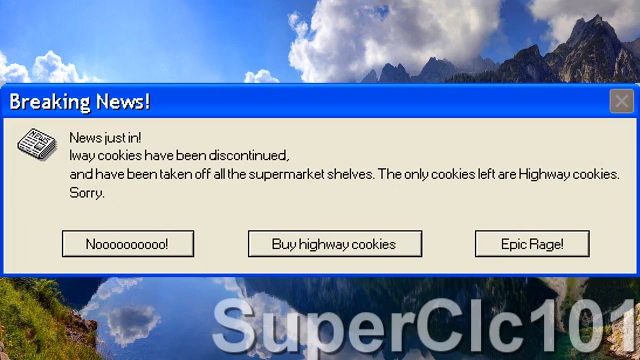 Breaking News!
News just in!
Iway cookies have been discontinued,
and have been taken off all the supermarket shelves. The only cookies left are Highway cookies.
Sorry.
Noooooooooo! Buy highway cookies Epic Rage!
SuperClc101